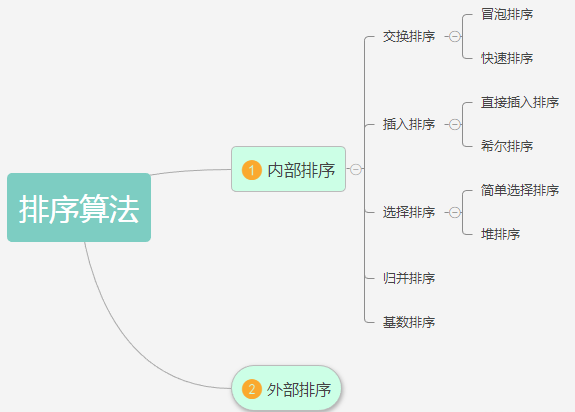 排序算法
1 内部排序
交换排序
冒泡排序
快速排序
插入排序
直接插入排序
希尔排序
选择排序
简单选择排序
堆排序
归并排序
基数排序
2 外部排序